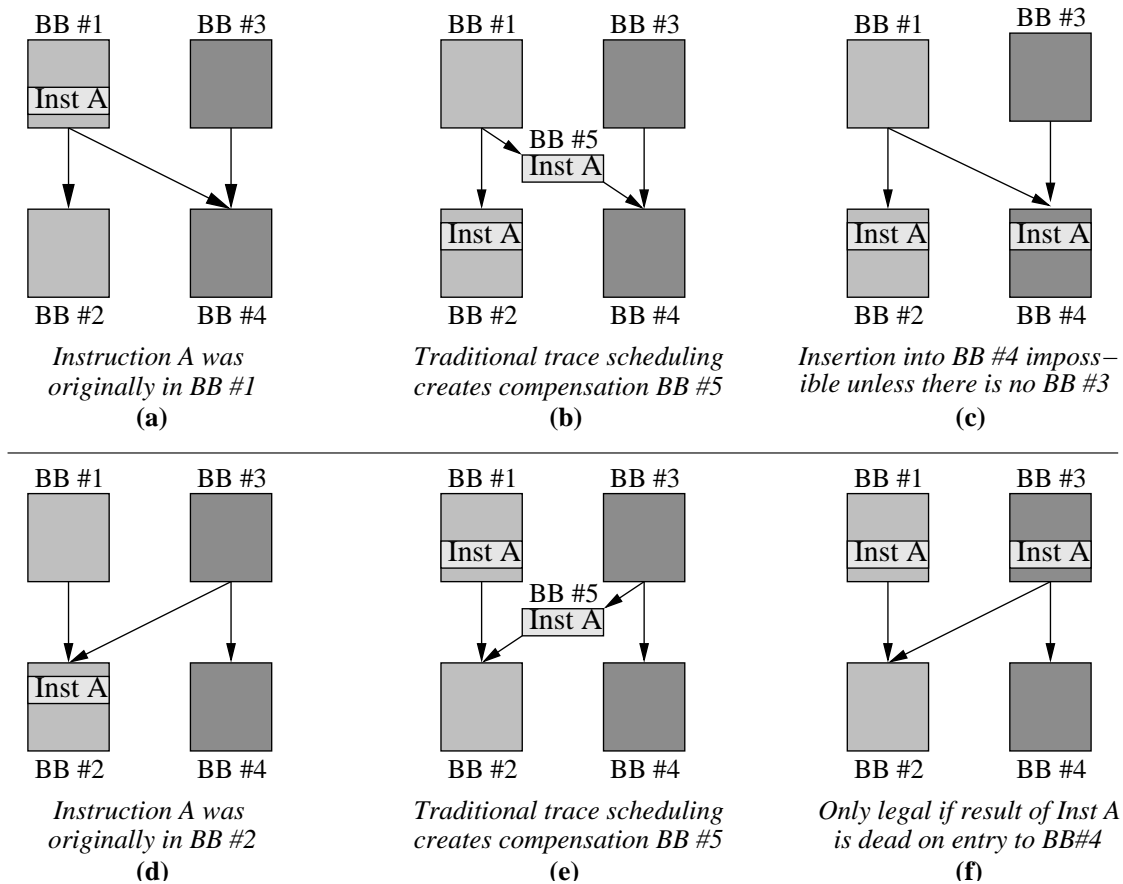 BB #1 BB #3
Inst A
BB #2 BB #4
Instruction A was
originally in BB #1
(a)
BB #1 BB #3
BB #5
Inst A
Inst A
BB #2 BB #4
Traditional trace scheduling
creates compensation BB #5
(b)
BB #1 BB #3
Inst A Inst A
BB #2 BB #4
Insertion into BB #4 imposs−
ible unless there is no BB #3
(c)
BB #1 BB #3
Inst A
BB #2 BB #4
Instruction A was
originally in BB #2
(d)
BB #1 BB #3
Inst A
BB #5
Inst A
BB #2 BB #4
Traditional trace scheduling
creates compensation BB #5
(e)
BB #1 BB #3
Inst A Inst A
BB #2 BB #4
Only legal if result of Inst A
is dead on entry to BB#4
(f)